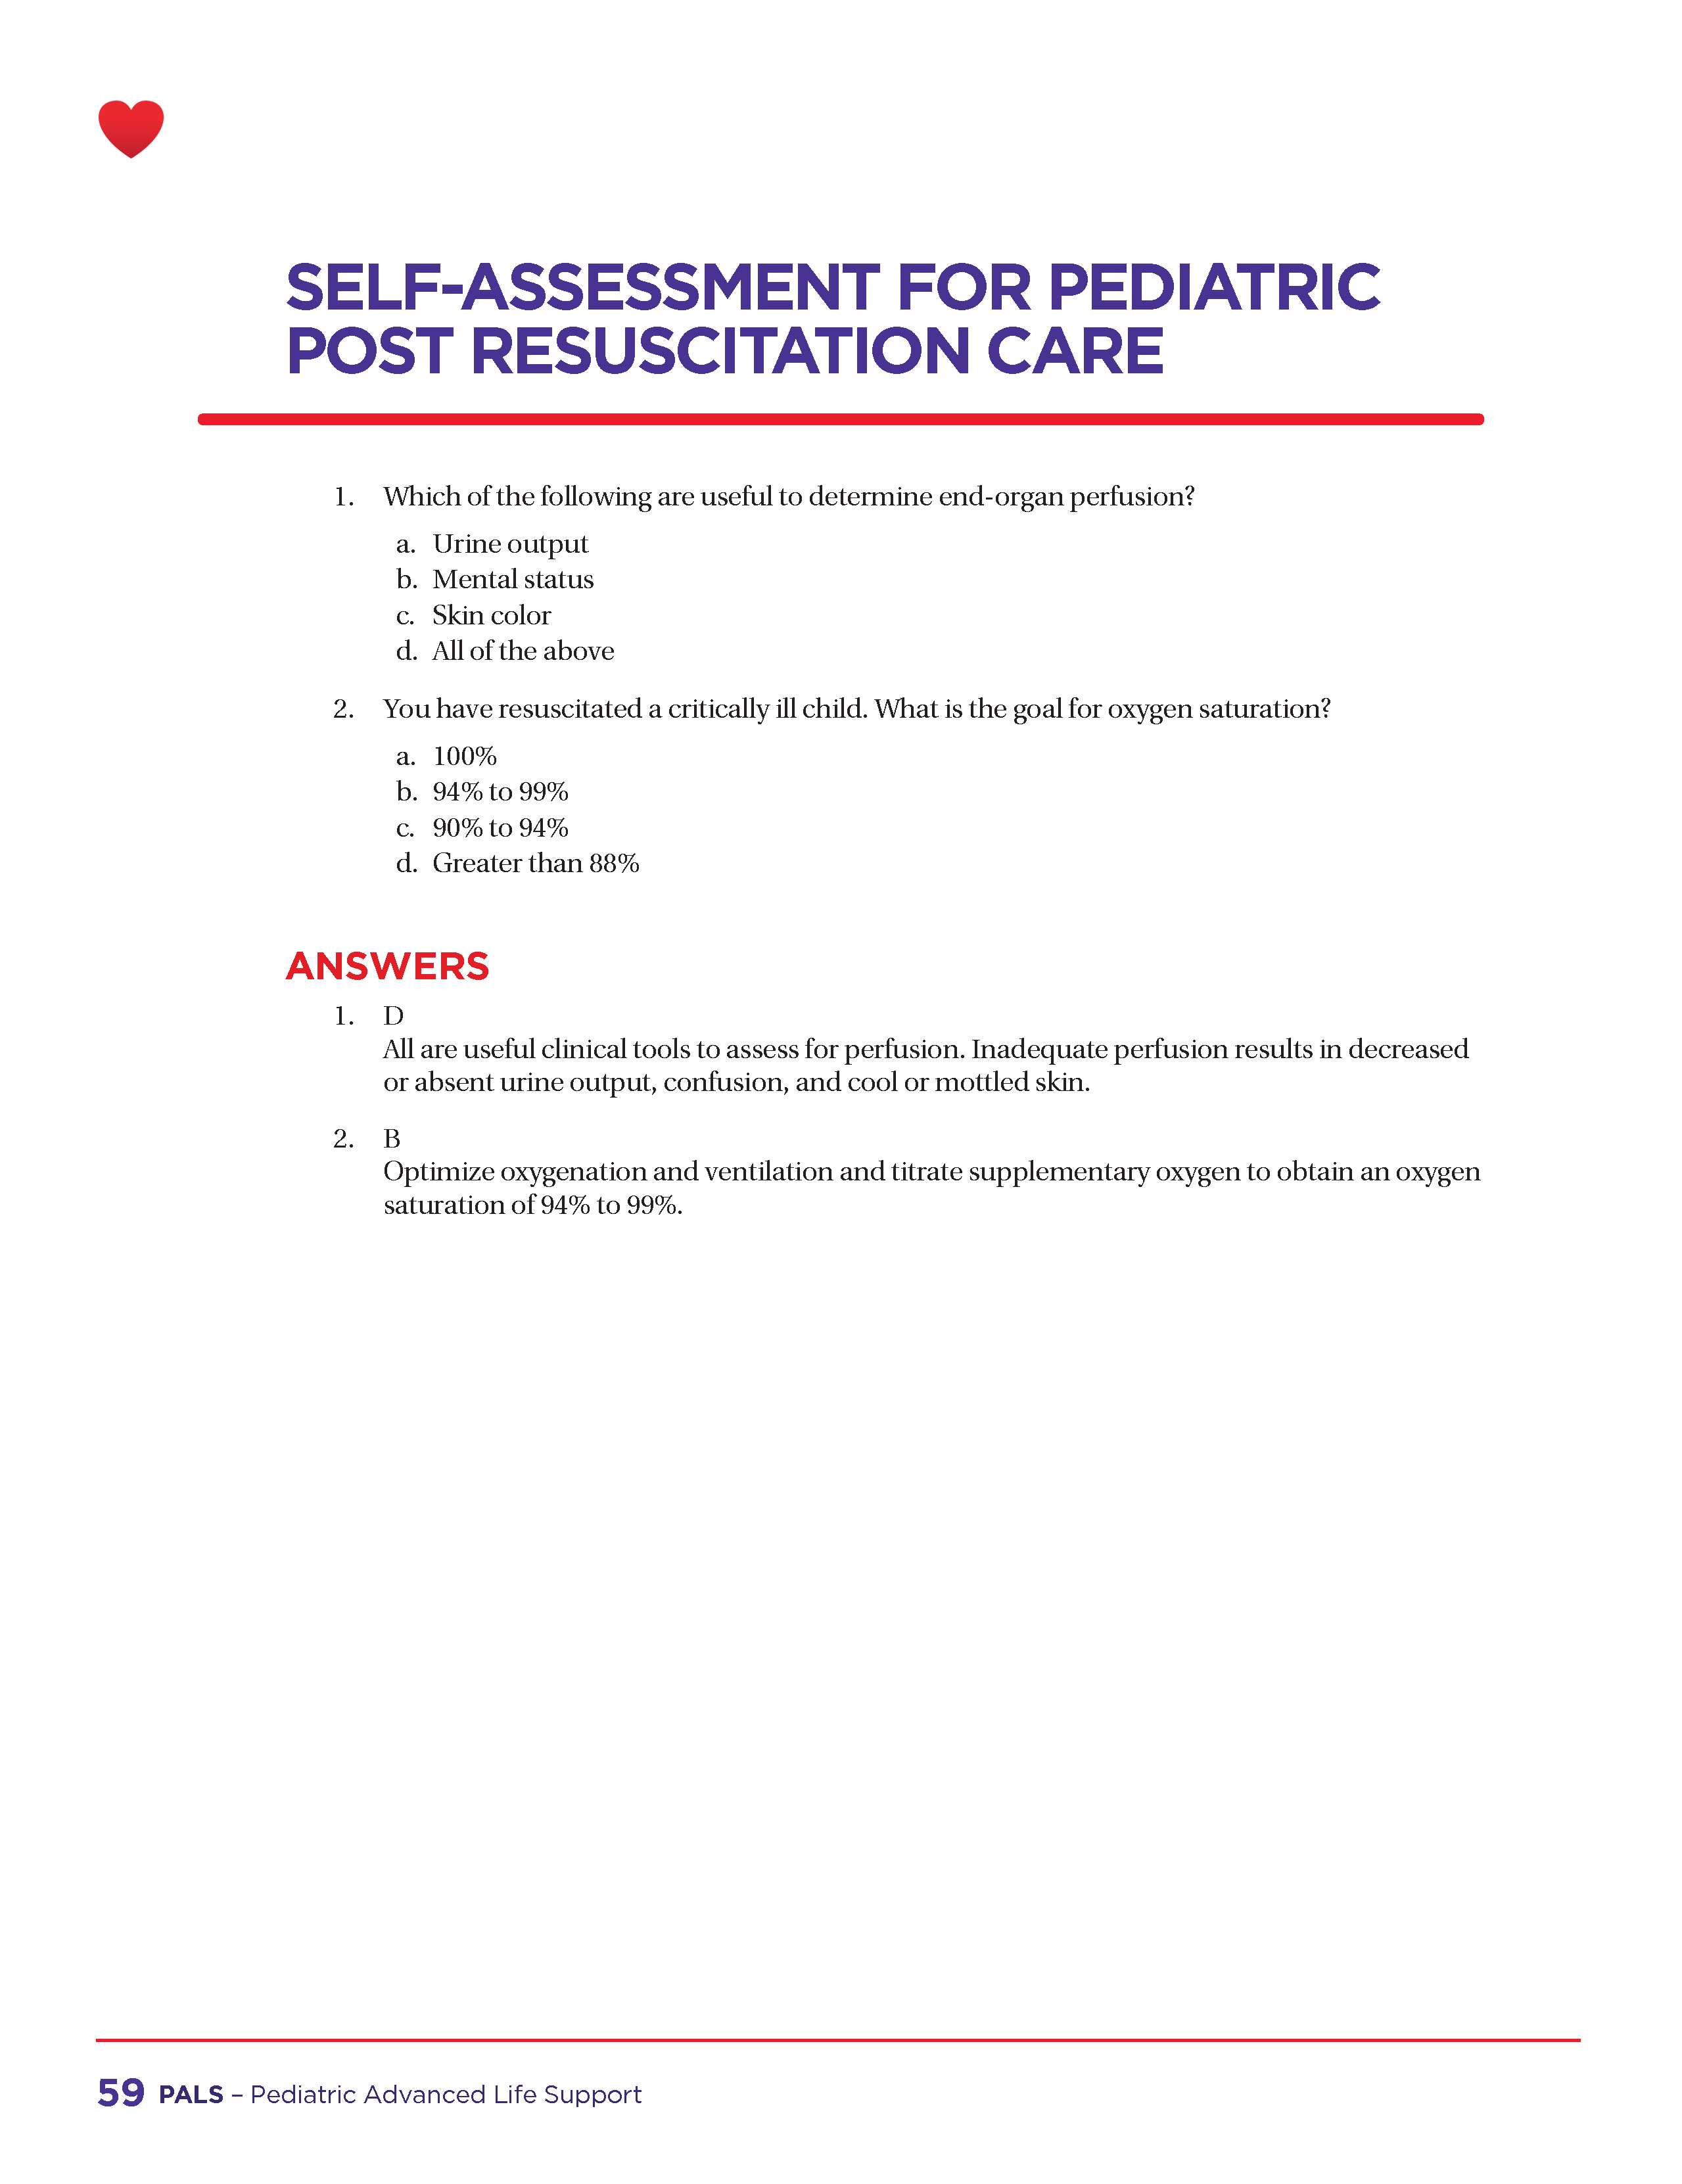 SELF-ASSESSMENT FOR PEDIATRIC
POST RESUSCITATION CARE
1. Which of the following are useful to determine end-organ perfusion?
a. Urine output
b. Mental status
c. Skin color
d. All of the above
2. You have resuscitated a critically ill child. What is the goal for oxygen saturation?
a. 100%
b. 94% to 99%
c. 90% to 94%
d. Greater than 88%
ANSWERS
1. D
All are useful clinical tools to assess for perfusion. Inadequate perfusion results in decreased
or absent urine output, confusion, and cool or mottled skin.
2. B
Optimize oxygenation and ventilation and titrate supplementary oxygen to obtain an oxygen
saturation of 94% to 99%.
59 PALS – Pediatric Advanced Life Support